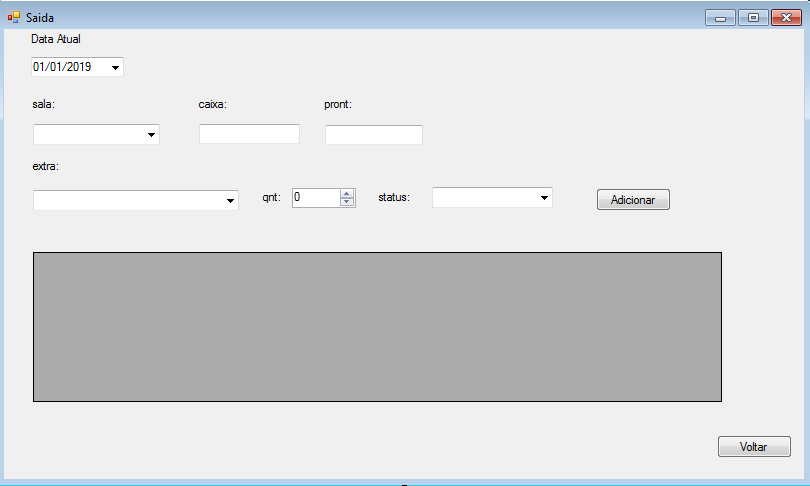 Saida
Data Atual
01/01/2019
sala: caixa: pront:
extra:
qnt: 0 status: Adicionar
Voltar